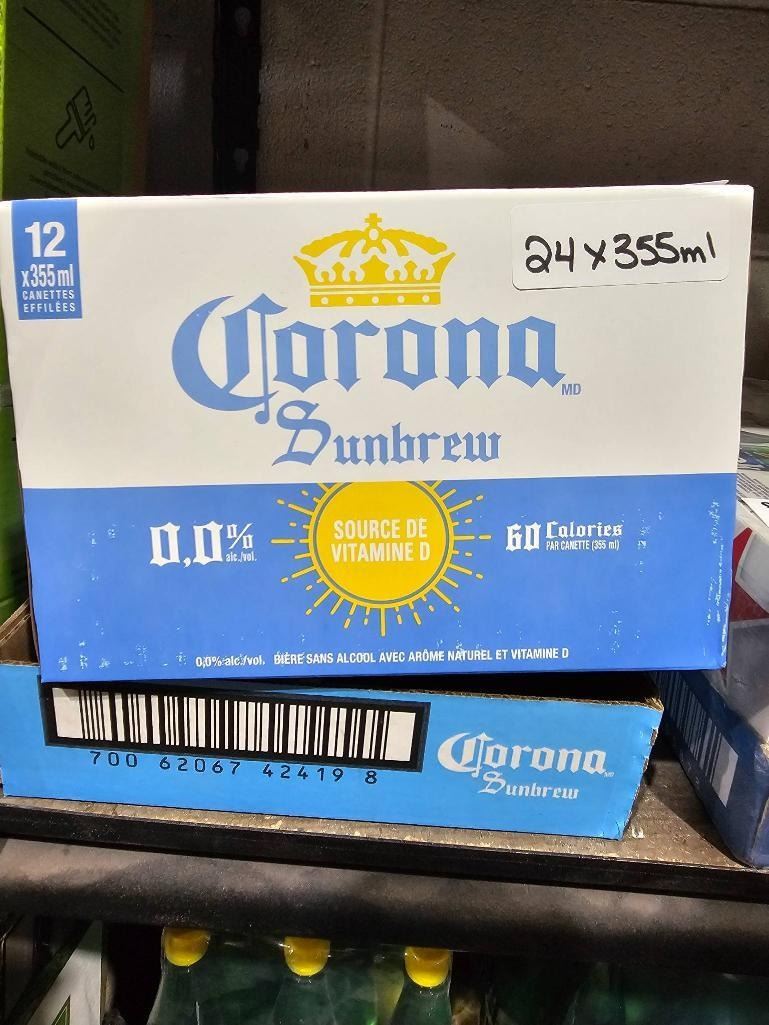 12
x355 ml
CANETTES
EFFILÉES
24 x 355ml
Corona MD
Sunbrew
0,0% alc./vol.
SOURCE DE
VITAMINE D
60 Calories
PAR CANETTE (355 ml)
0,0% alc./vol. BIÈRE SANS ALCOOL AVEC ARÔME NATUREL ET VITAMINE D
700 62067 42419 8
Corona
Sunbrew